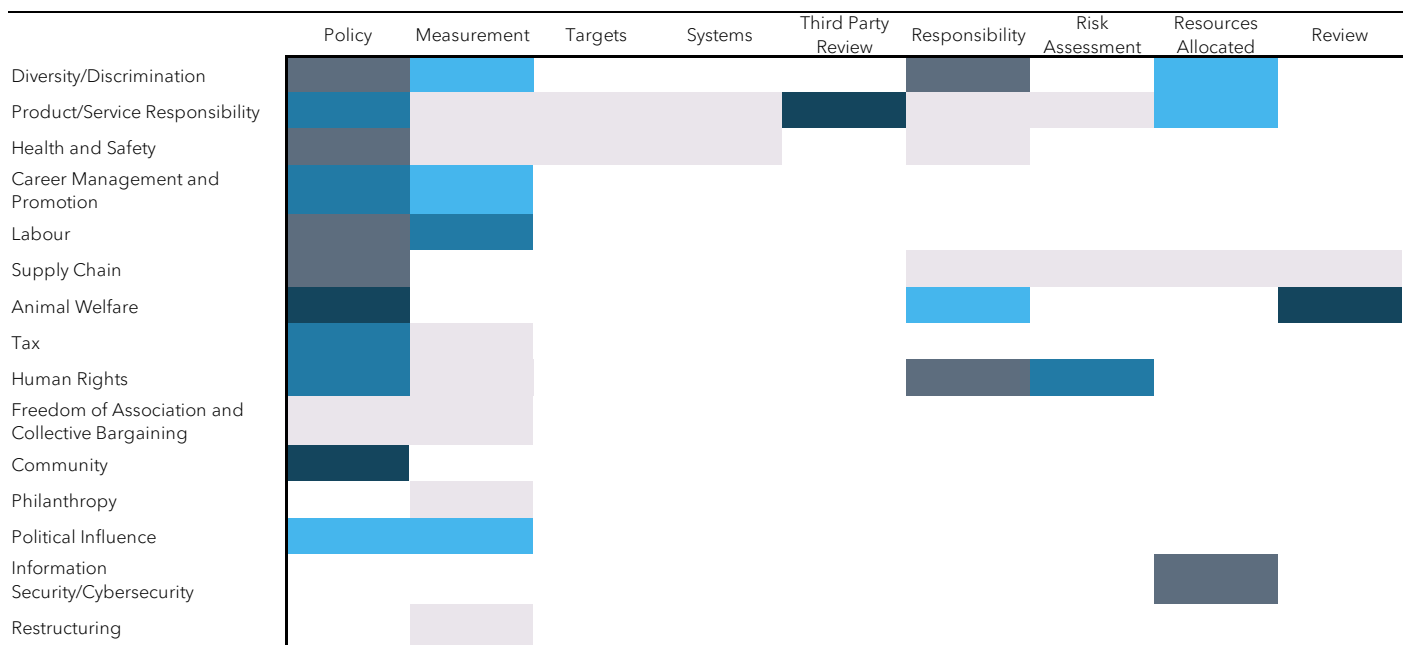 Policy
Measurement
Targets
Systems
Third Party
Review
Responsibility
Risk
Assessment
Resources
Allocated
Review
Diversity/Discrimination
Product/Service Responsibility
Health and Safety
Career Management and
Promotion
Labour
Supply Chain
Animal Welfare
Tax
Human Rights
Freedom of Association and
Collective Bargaining
Community
Philanthropy
Political Influence
Information
Security/Cybersecurity
Restructuring